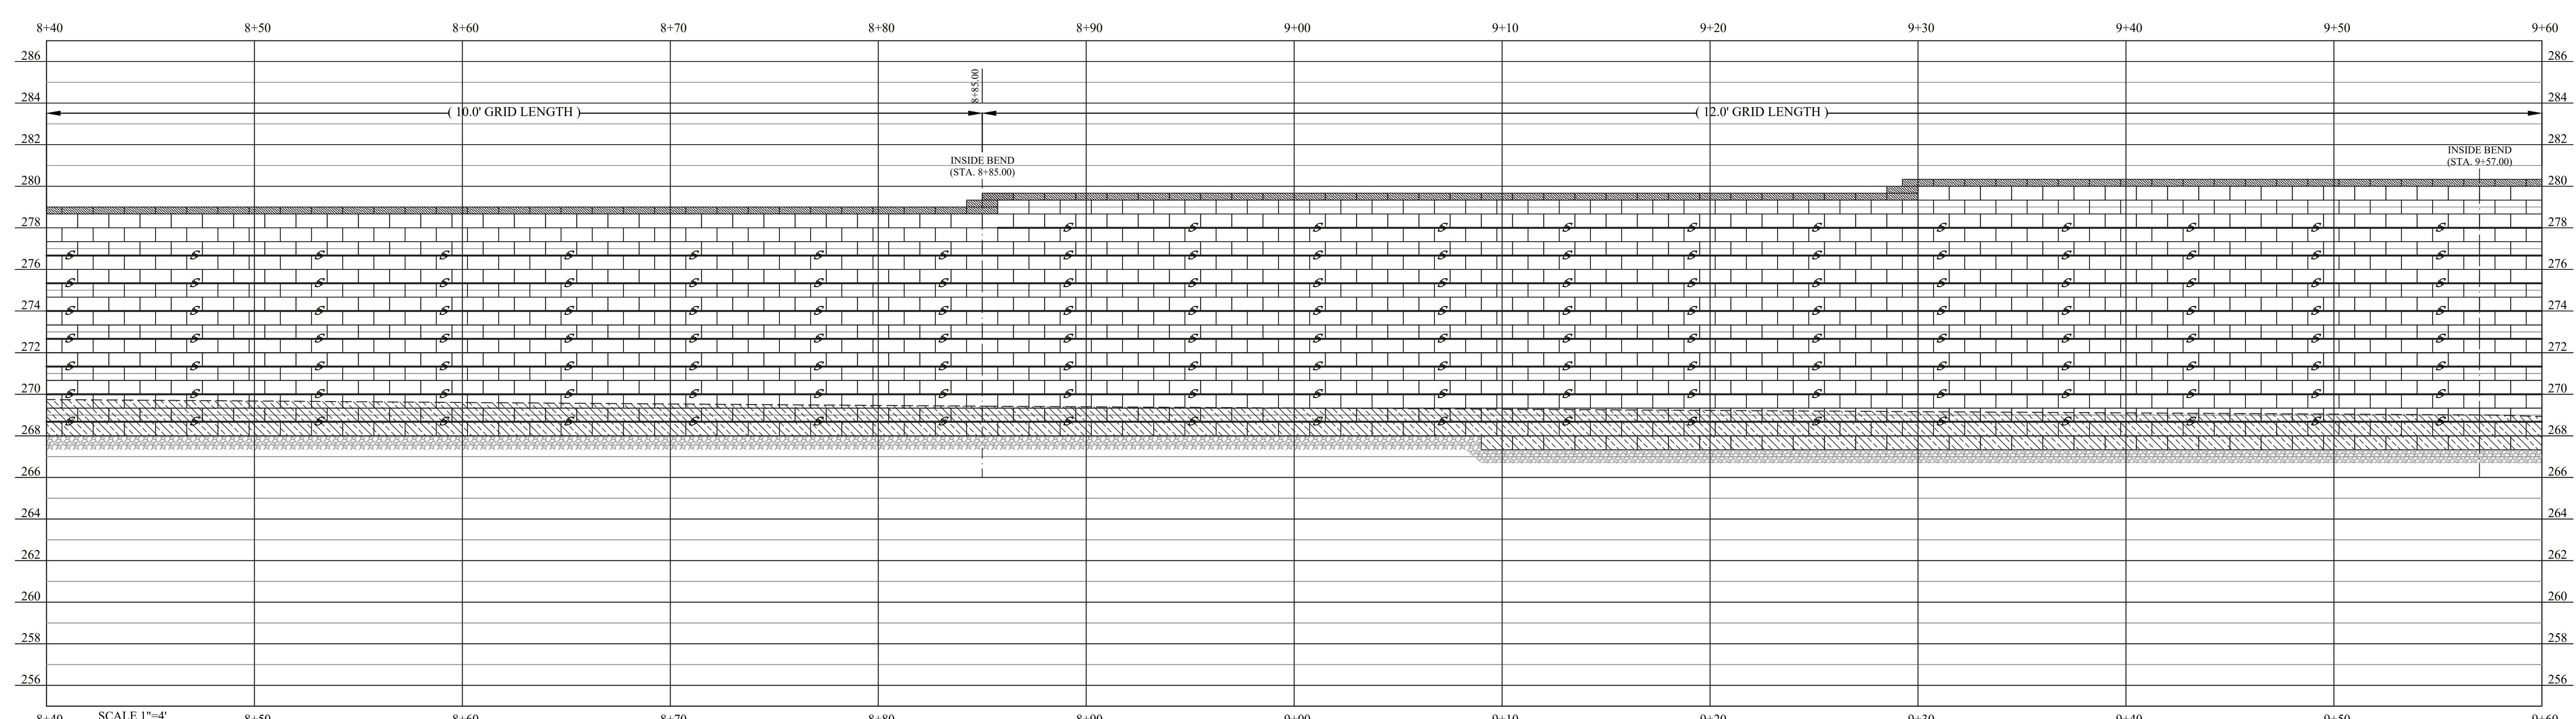 8+40 8+50 8+60 8+70 8+80 8+90 9+00 9+10 9+20 9+30 9+40 9+50 9+60
286 286
8+85.00
284 284
( 10.0' GRID LENGTH ) ( 12.0' GRID LENGTH )
282 282
INSIDE BEND
(STA. 8+85.00)
INSIDE BEND
(STA. 9+57.00)
280 280
278 278
S S S S S S S S S S S S
S S S S S S S S S S S S S S S S S S S S
276 276
S S S S S S S S S S S S S S S S S S S S
274 274
S S S S S S S S S S S S S S S S S S S S
S S S S S S S S S S S S S S S S S S S S
272 272
S S S S S S S S S S S S S S S S S S S S
270 270
S S S S S S S S S S S S S S S S S S S S
S S S S S S S S S S S S S S S S S S S S
268 268
266 266
264 264
262 262
260 260
258 258
256 256
SCALE 1"=4'
8+40 8+50 8+60 8+70 8+80 8+90 9+00 9+10 9+20 9+30 9+40 9+50 9+60